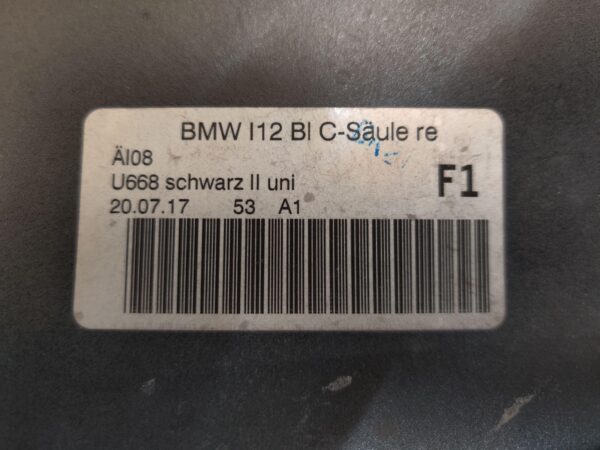 BMW I12 Bl C-Säule re
ÄI08
U668 schwarz II uni
F1
20.07.17 53 A1